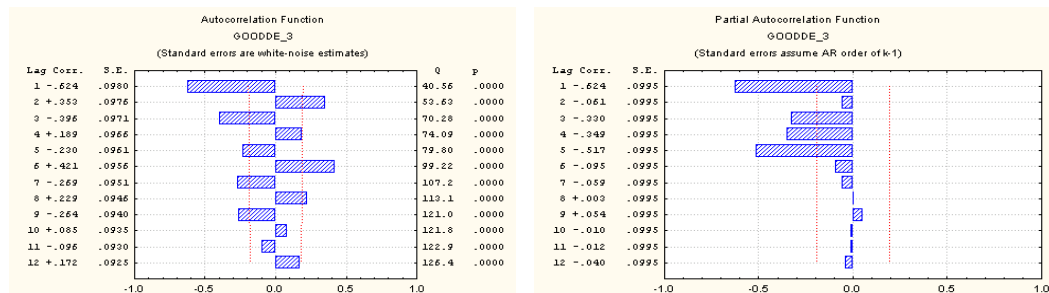 Autocorrelation Function
GOODDE_3
(Standard errors are white-noise estimates)
Lag Corr. S.E. Q p
1 -.624 .0980 40.56 .0000
2 +.353 .0976 53.63 .0000
3 -.396 .0971 70.28 .0000
4 +.189 .0966 74.09 .0000
5 -.230 .0961 79.80 .0000
6 +.421 .0956 99.22 .0000
7 -.269 .0951 107.2 .0000
8 +.229 .0946 113.1 .0000
9 -.264 .0940 121.0 .0000
10 +.085 .0935 121.8 .0000
11 -.096 .0930 122.9 .0000
12 +.172 .0925 126.4 .0000
-1.0 -0.5 0.0 0.5 1.0
Partial Autocorrelation Function
GOODDE_3
(Standard errors assume AR order of k-1)
Lag Corr. S.E.
1 -.624 .0995
2 -.061 .0995
3 -.330 .0995
4 -.349 .0995
5 -.517 .0995
6 -.095 .0995
7 -.059 .0995
8 +.003 .0995
9 +.054 .0995
10 -.010 .0995
11 -.012 .0995
12 -.040 .0995
-1.0 -0.5 0.0 0.5 1.0